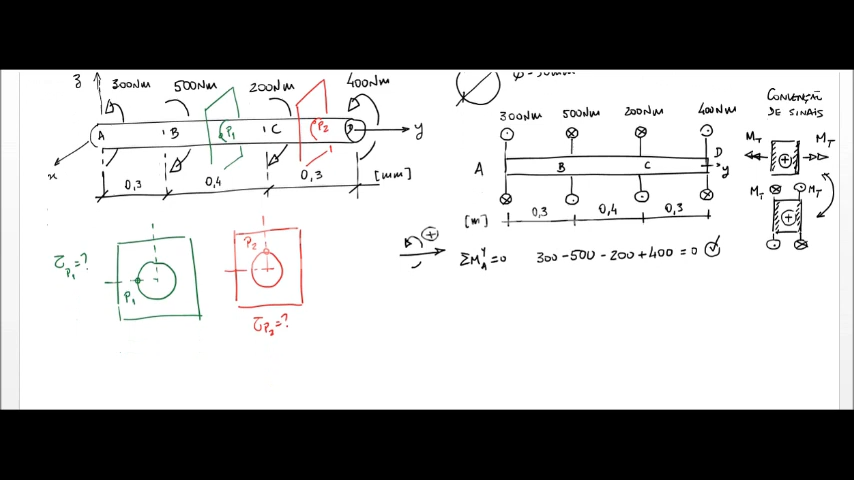 z
300Nm 500Nm 200Nm 400Nm
A B P1 C P2 D y
x
0,3 0,4 0,3 [mm]
τP1=?
P1
P2
τP2=?
300Nm 500Nm 200Nm 400Nm
A B C D y
[m] 0,3 0,4 0,3
+
ΣM_A^y=0 300-500-200+400=0 ✓
CONVENÇÃO
DE SINAIS
MT MT
+
MT MT
+